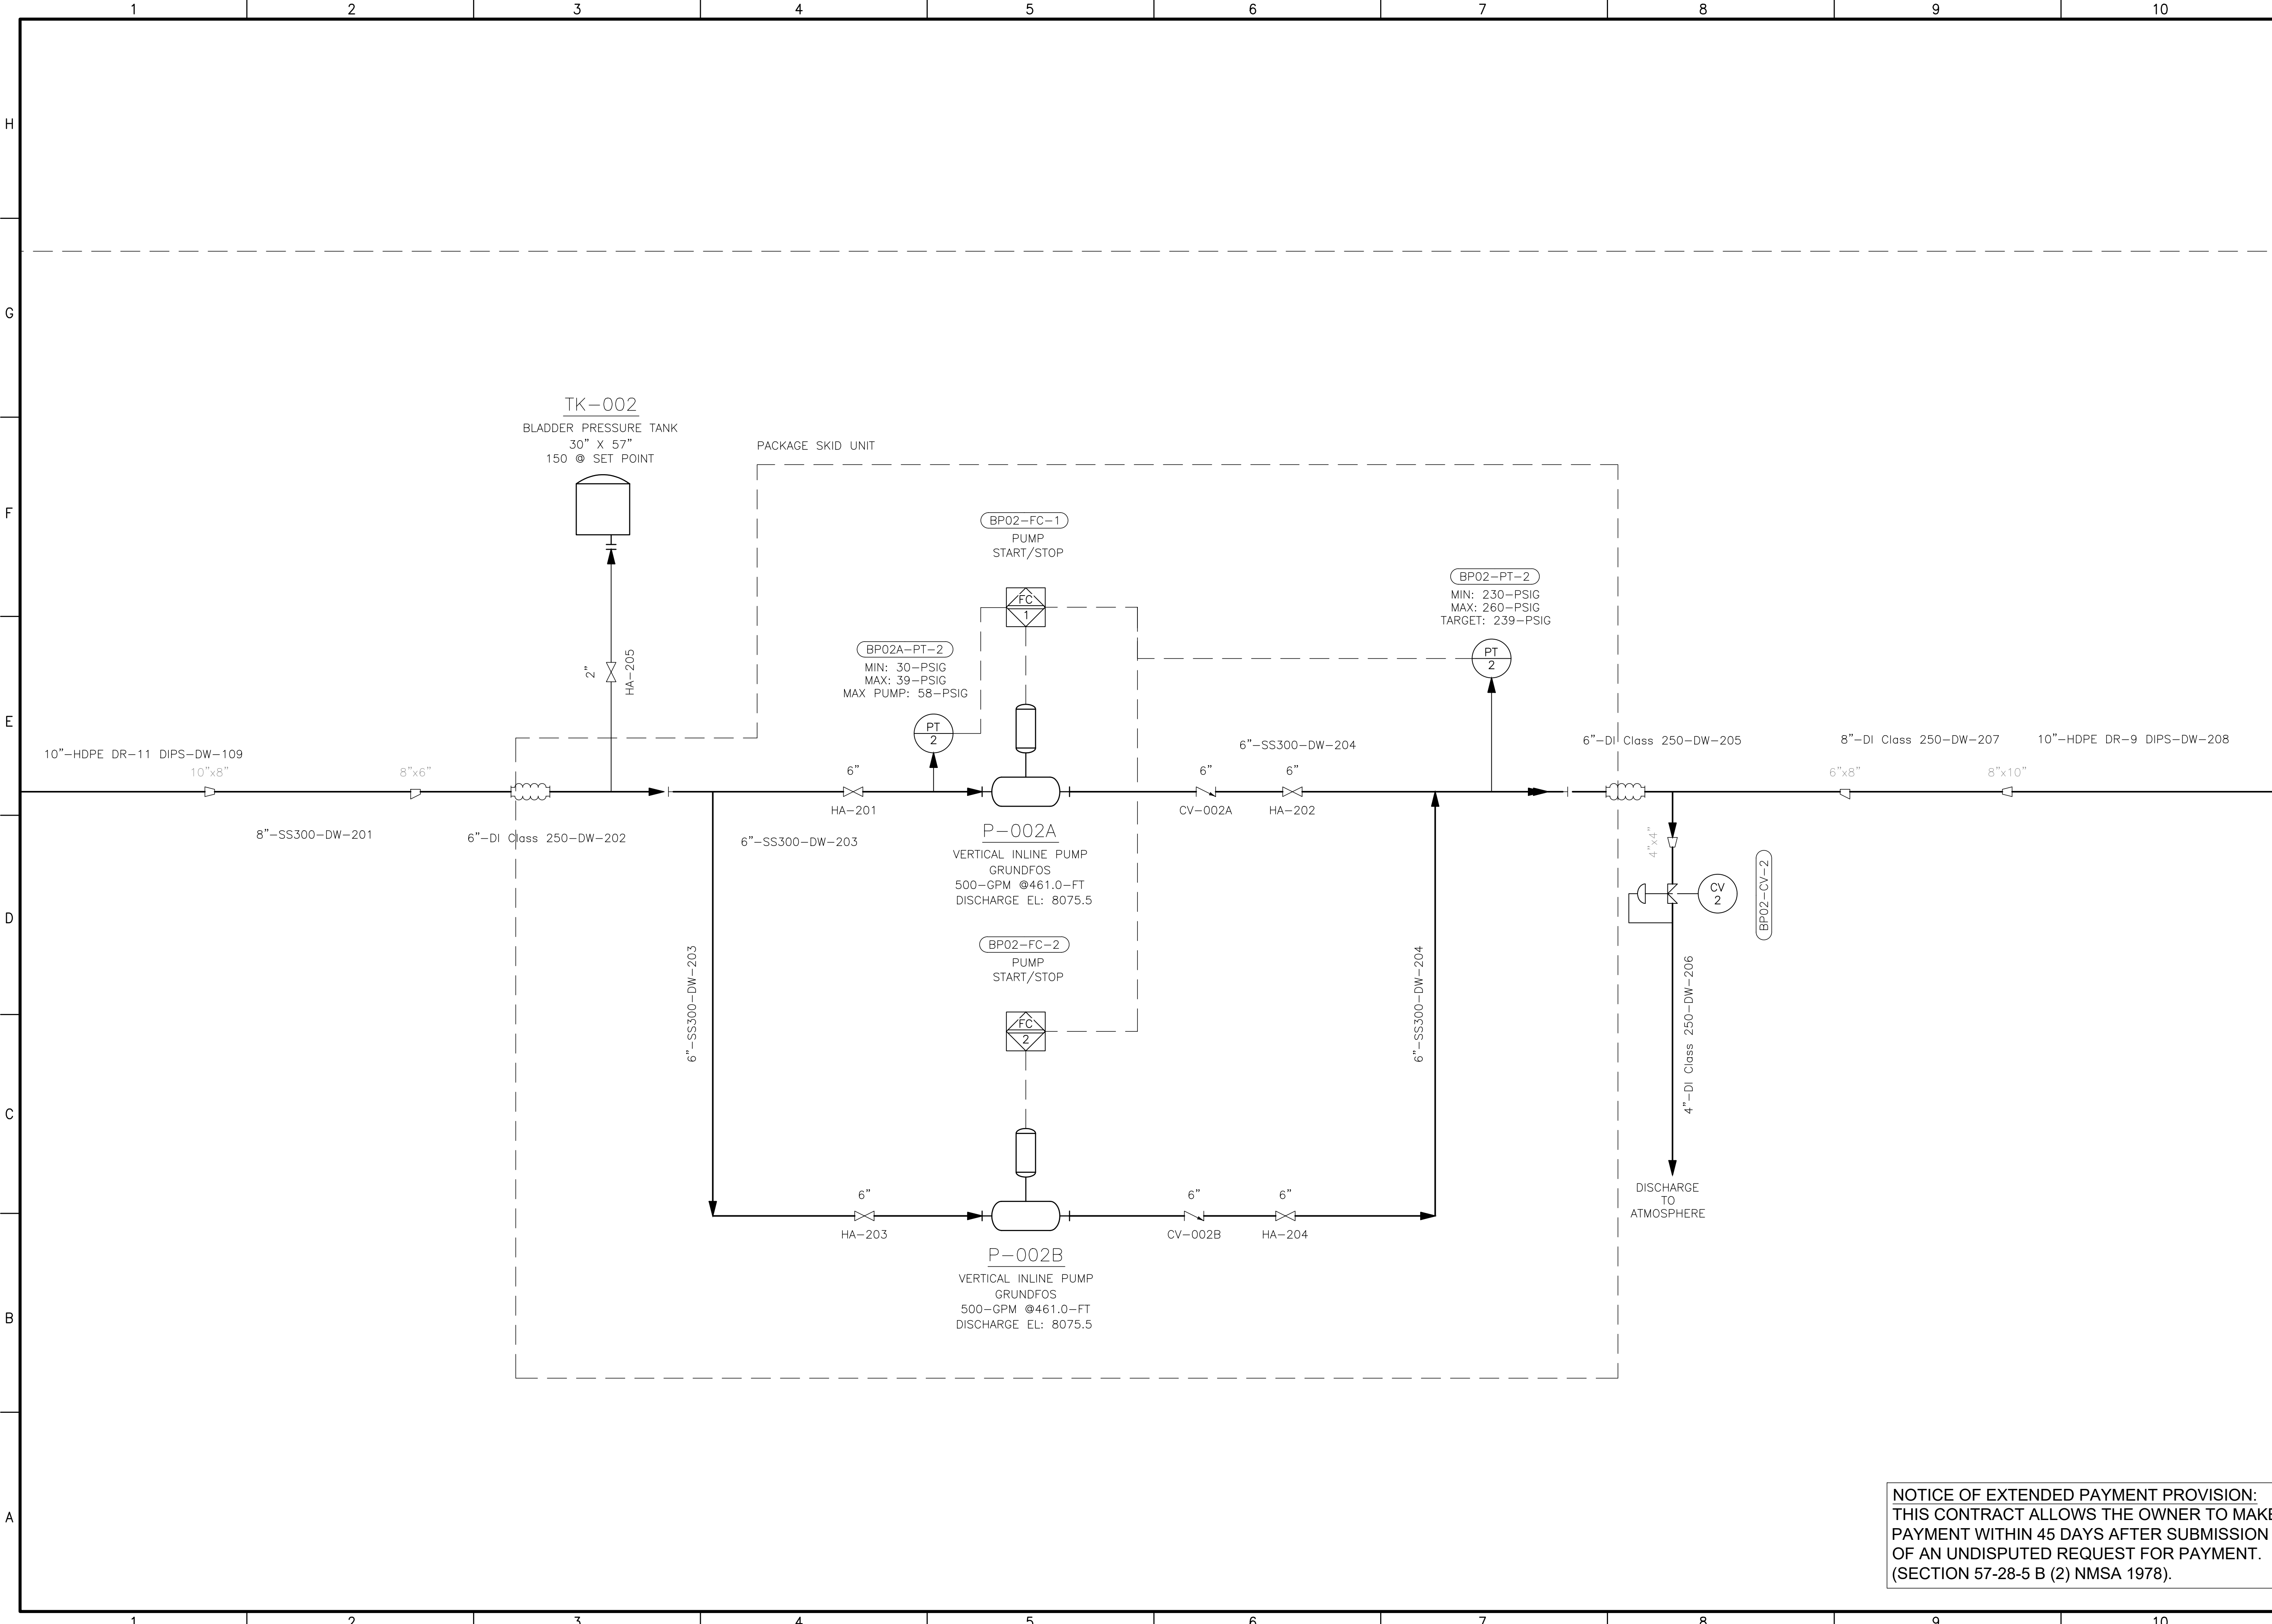 1 2 3 4 5 6 7 8 9 10
H
G
F
E
D
C
B
A
TK-002
BLADDER PRESSURE TANK
30" X 57"
150 @ SET POINT
2"
HA-205
PACKAGE SKID UNIT
BP02-FC-1
PUMP
START/STOP
FC
1
BP02A-PT-2
MIN: 30-PSIG
MAX: 39-PSIG
MAX PUMP: 58-PSIG
PT
2
BP02-PT-2
MIN: 230-PSIG
MAX: 260-PSIG
TARGET: 239-PSIG
PT
2
10"-HDPE DR-11 DIPS-DW-109
10"x8"
8"x6"
8"-SS300-DW-201
6"-DI Class 250-DW-202
6"
HA-201
6"-SS300-DW-203
6"-SS300-DW-204
6"
CV-002A
6"
HA-202
6"-DI Class 250-DW-205
8"-DI Class 250-DW-207
10"-HDPE DR-9 DIPS-DW-208
6"x8"
8"x10"
P-002A
VERTICAL INLINE PUMP
GRUNDFOS
500-GPM @461.0-FT
DISCHARGE EL: 8075.5
4"x4"
CV
2
BP02-CV-2
4"-DI Class 250-DW-206
DISCHARGE
TO
ATMOSPHERE
BP02-FC-2
PUMP
START/STOP
FC
2
6"-SS300-DW-203
6"-SS300-DW-204
6"
HA-203
6"
CV-002B
6"
HA-204
P-002B
VERTICAL INLINE PUMP
GRUNDFOS
500-GPM @461.0-FT
DISCHARGE EL: 8075.5
NOTICE OF EXTENDED PAYMENT PROVISION:
THIS CONTRACT ALLOWS THE OWNER TO MAKE
PAYMENT WITHIN 45 DAYS AFTER SUBMISSION
OF AN UNDISPUTED REQUEST FOR PAYMENT.
(SECTION 57-28-5 B (2) NMSA 1978).
1 2 3 4 5 6 7 8 9 10